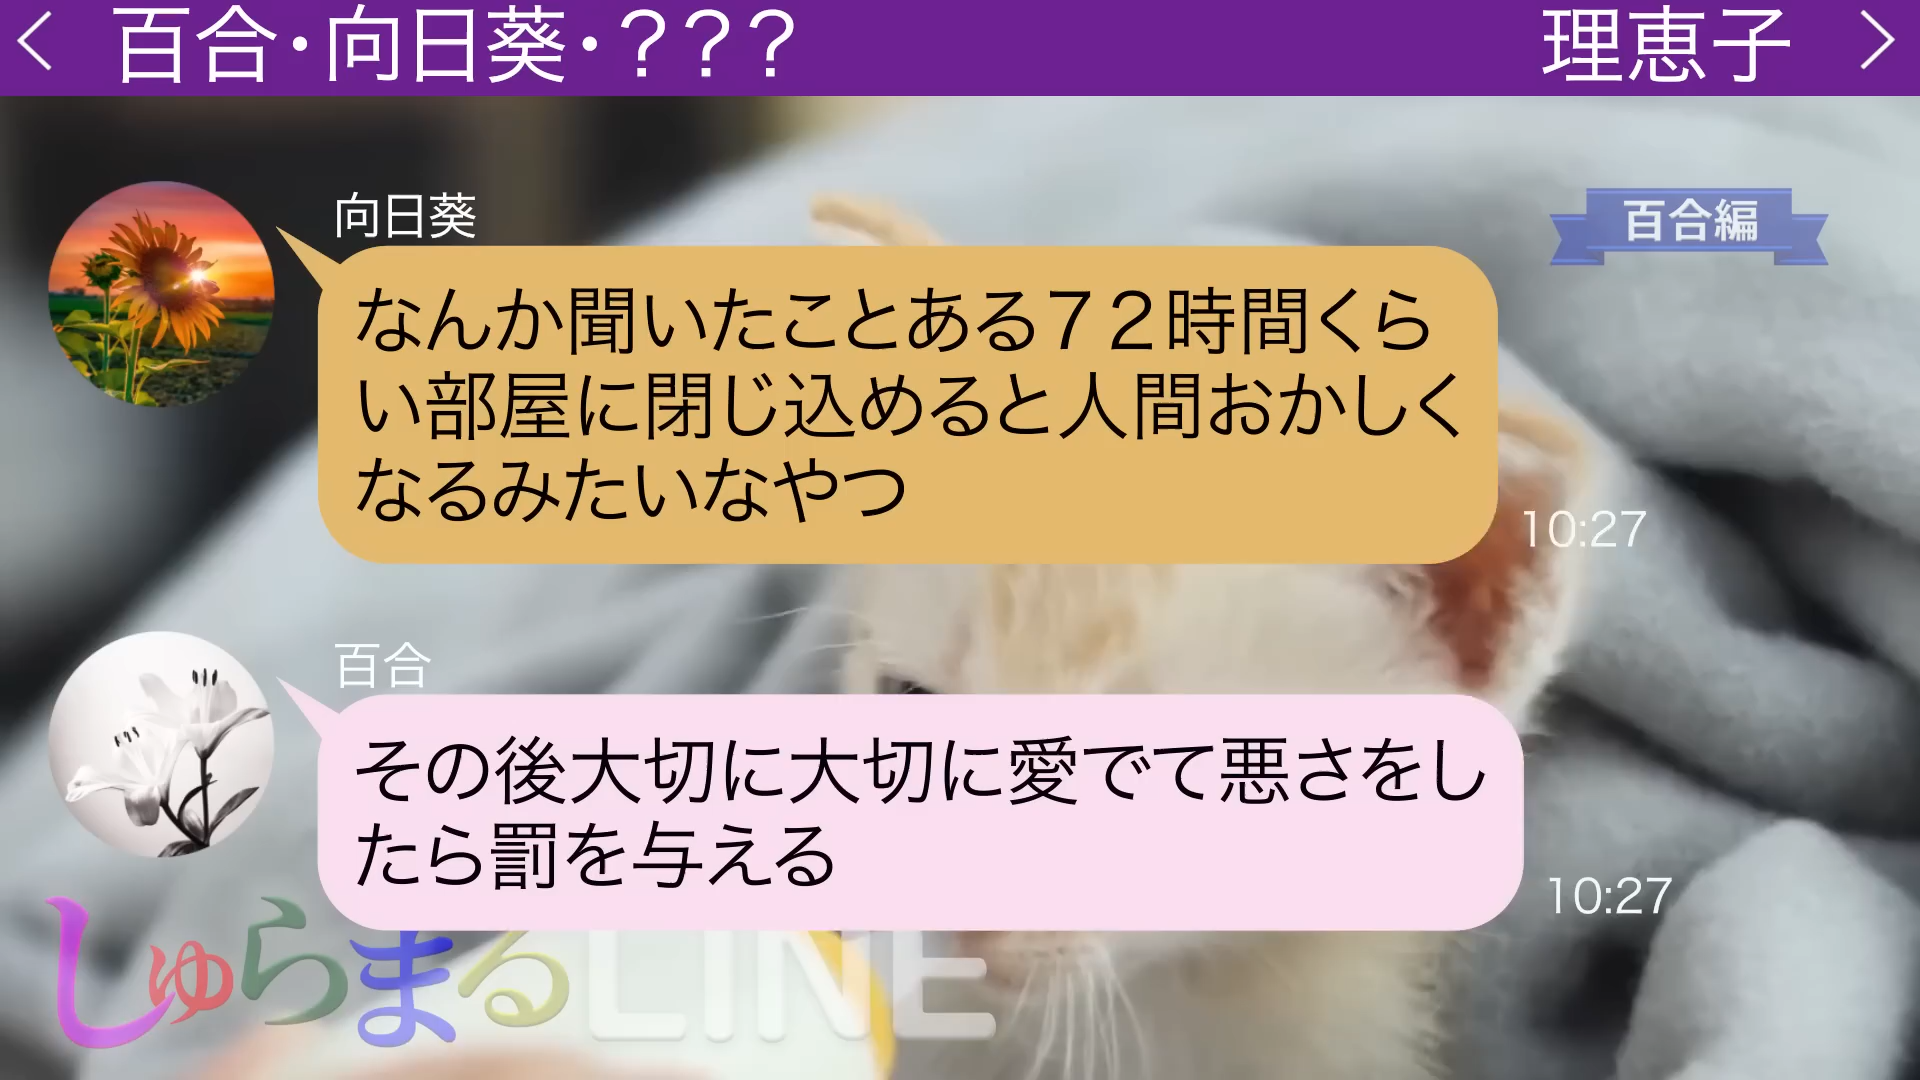 百合・向日葵・？？？
理恵子
百合編
向日葵
なんか聞いたことある７２時間くら
い部屋に閉じ込めると人間おかしく
なるみたいなやつ
10:27
百合
その後大切に大切に愛でて悪さをし
たら罰を与える
10:27
しゅらまるLINE